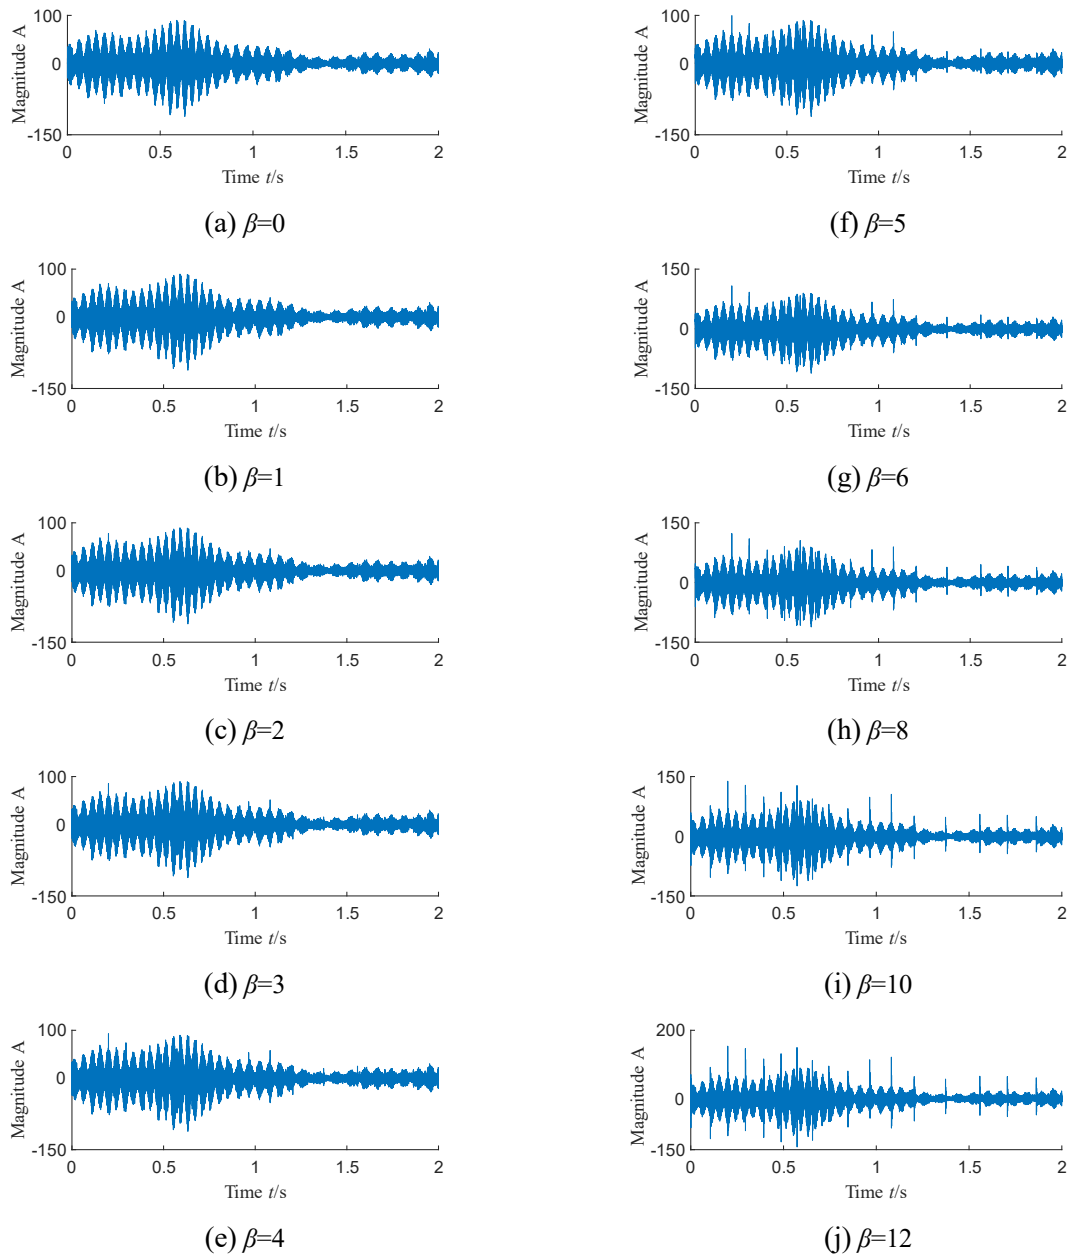 100
0
-150
Magnitude A
0 0.5 1 1.5 2
Time t/s
(a) β=0
100
0
-150
Magnitude A
0 0.5 1 1.5 2
Time t/s
(b) β=1
100
0
-150
Magnitude A
0 0.5 1 1.5 2
Time t/s
(c) β=2
100
0
-150
Magnitude A
0 0.5 1 1.5 2
Time t/s
(d) β=3
100
0
-150
Magnitude A
0 0.5 1 1.5 2
Time t/s
(e) β=4
100
0
-150
Magnitude A
0 0.5 1 1.5 2
Time t/s
(f) β=5
150
0
-150
Magnitude A
0 0.5 1 1.5 2
Time t/s
(g) β=6
150
0
-150
Magnitude A
0 0.5 1 1.5 2
Time t/s
(h) β=8
150
0
-150
Magnitude A
0 0.5 1 1.5 2
Time t/s
(i) β=10
200
0
-150
Magnitude A
0 0.5 1 1.5 2
Time t/s
(j) β=12